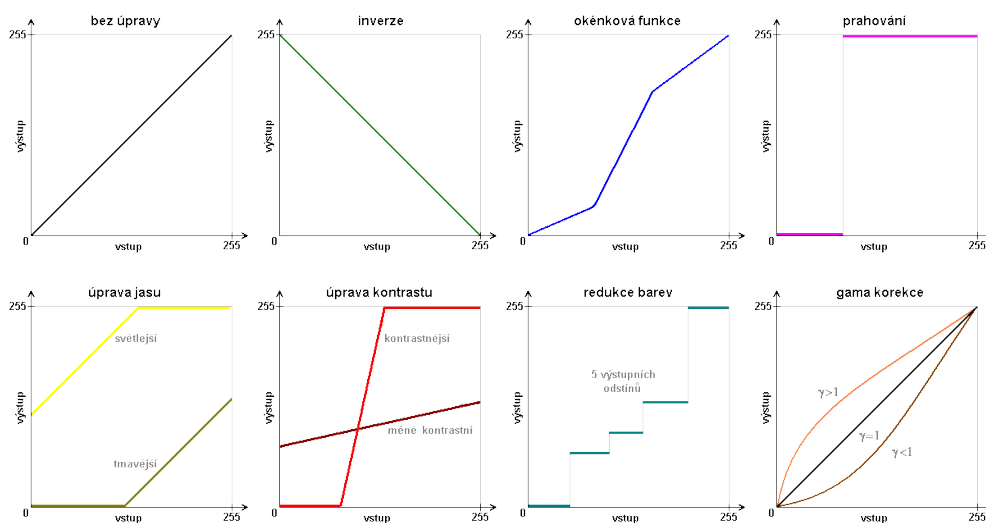 bez úpravy
255
výstup
0
vstup
255
inverze
255
výstup
0
vstup
255
okénková funkce
255
výstup
0
vstup
255
prahování
255
výstup
0
vstup
255
úprava jasu
255
světlejší
výstup
tmavější
0
vstup
255
úprava kontrastu
255
kontrastnější
výstup
méně kontrastní
0
vstup
255
redukce barev
255
5 výstupních
odstínů
výstup
0
vstup
255
gama korekce
255
γ>1
výstup
γ=1
γ<1
0
vstup
255